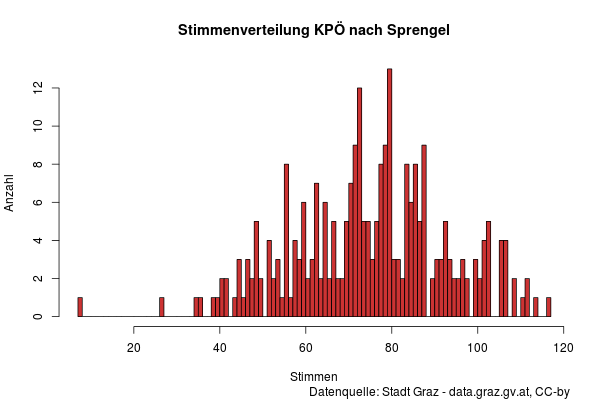 Stimmenverteilung KPÖ nach Sprengel
Anzahl
12
10
8
6
4
2
0
20 40 60 80 100 120
Stimmen
Datenquelle: Stadt Graz - data.graz.gv.at, CC-by